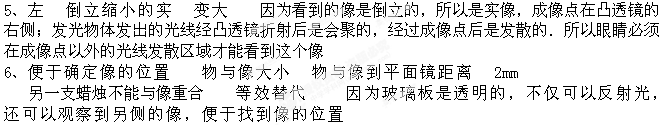 5、左　倒立缩小的实　变大　因为看到的像是倒立的，所以是实像，成像点在凸透镜的
右侧；发光物体发出的光线经凸透镜折射后是会聚的，经过成像点后是发散的．所以眼睛必须
在成像点以外的光线发散区域才能看到这个像
6、便于确定像的位置　物与像大小　物与像到平面镜距离　2mm
另一支蜡烛不能与像重合　等效替代　因为玻璃板是透明的，不仅可以反射光，
还可以观察到另侧的像，便于找到像的位置